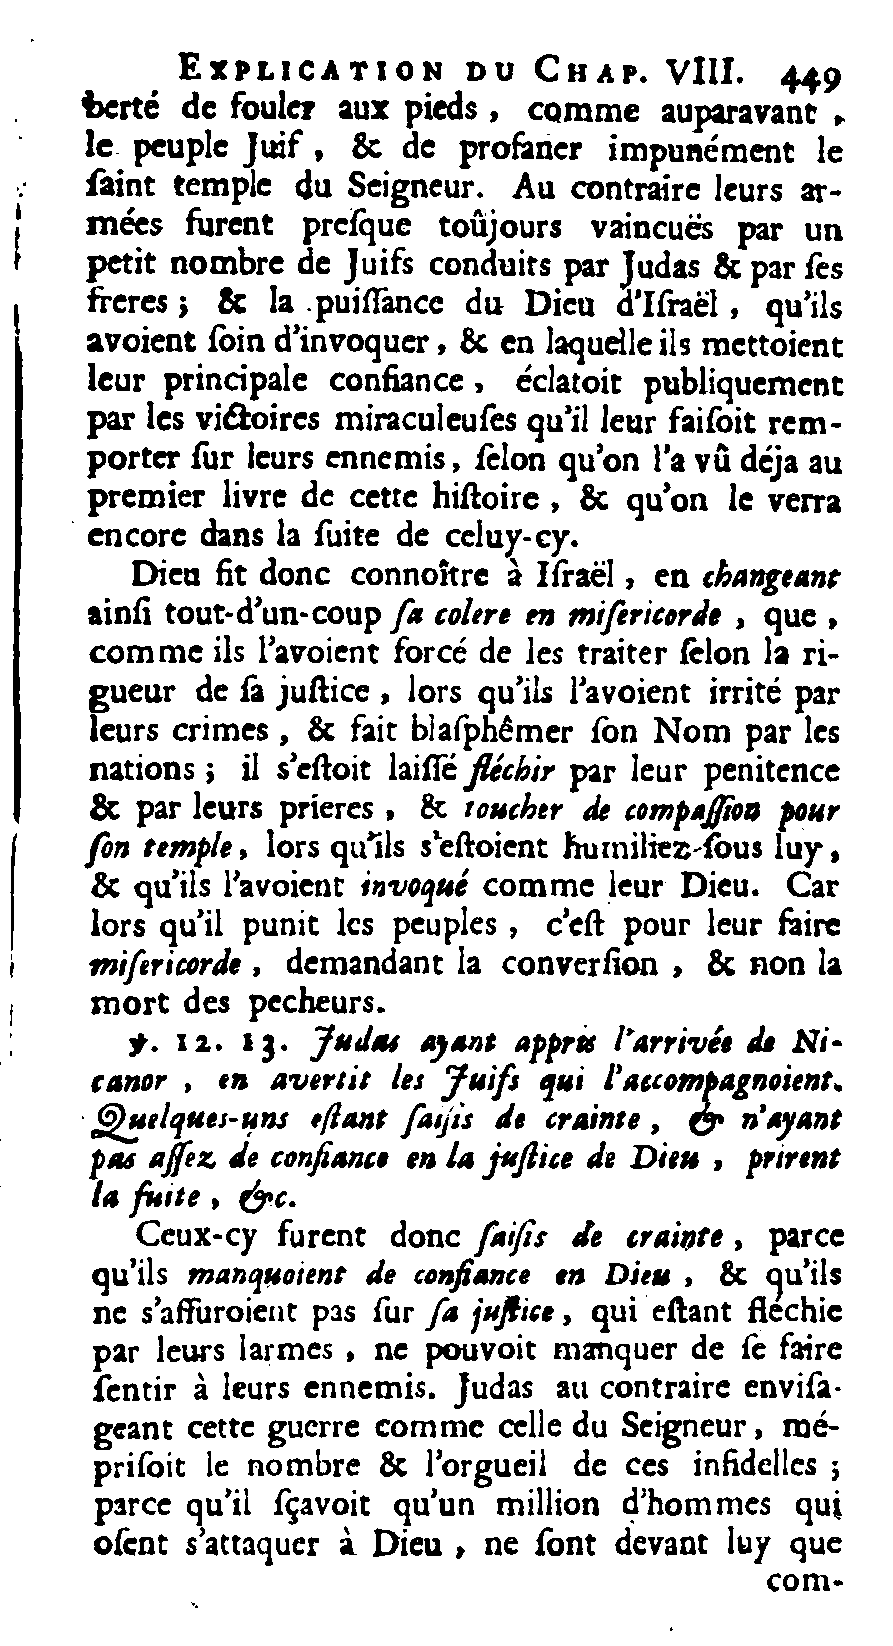 EXPLICATION DU CHAP. VIII. 449
berté de fouler aux pieds, comme auparavant,
le peuple Juif, & de profaner impunément le
ſaint temple du Seigneur. Au contraire leurs ar-
mées furent preſque toûjours vaincuës par un
petit nombre de Juifs conduits par Judas & par ſes
freres; & la puiſſance du Dieu d'Iſraël, qu'ils
avoient ſoin d'invoquer, & en laquelle ils mettoient
leur principale confiance, éclatoit publiquement
par les victoires miraculeuſes qu'il leur faiſoit rem-
porter ſur leurs ennemis, ſelon qu'on l'a vû déja au
premier livre de cette hiſtoire, & qu'on le verra
encore dans la ſuite de celuy-cy.
Dieu fit donc connoître à Iſraël, en changeant
ainſi tout-d'un-coup ſa colere en miſericorde, que,
comme ils l'avoient forcé de les traiter ſelon la ri-
gueur de ſa juſtice, lors qu'ils l'avoient irrité par
leurs crimes, & fait blaſphêmer ſon Nom par les
nations; il s'eſtoit laiſſé fléchir par leur penitence
& par leurs prieres, & toucher de compaſſion pour
ſon temple, lors qu'ils s'eſtoient humiliez ſous luy,
& qu'ils l'avoient invoqué comme leur Dieu. Car
lors qu'il punit les peuples, c'eſt pour leur faire
miſericorde, demandant la converſion, & non la
mort des pecheurs.
℣. 12. 13. Judas ayant appris l'arrivée de Ni-
canor, en avertit les Juifs qui l'accompagnoient.
Quelques-uns eſtant ſaiſis de crainte, & n'ayant
pas aſſez de confiance en la juſtice de Dieu, prirent
la fuite, &c.
Ceux-cy furent donc ſaiſis de crainte, parce
qu'ils manquoient de confiance en Dieu, & qu'ils
ne s'aſſuroient pas ſur ſa juſtice, qui eſtant fléchie
par leurs larmes, ne pouvoit manquer de ſe faire
ſentir à leurs ennemis. Judas au contraire enviſa-
geant cette guerre comme celle du Seigneur, mé-
priſoit le nombre & l'orgueil de ces infidelles;
parce qu'il ſçavoit qu'un million d'hommes qui
oſent s'attaquer à Dieu, ne ſont devant luy que
com-